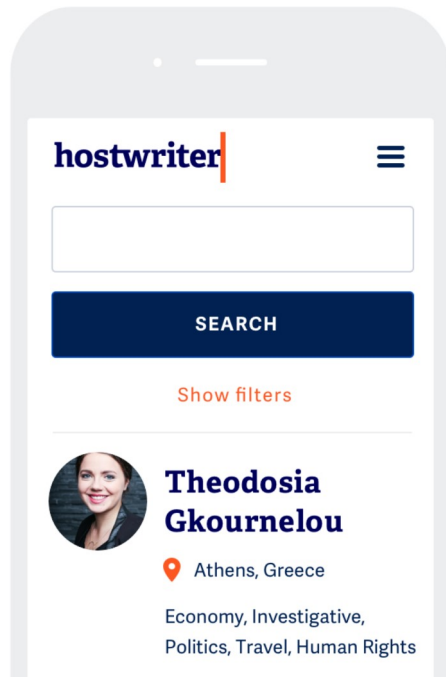 hostwriter
SEARCH
Show filters
Theodosia
Gkournelou
Athens, Greece
Economy, Investigative,
Politics, Travel, Human Rights